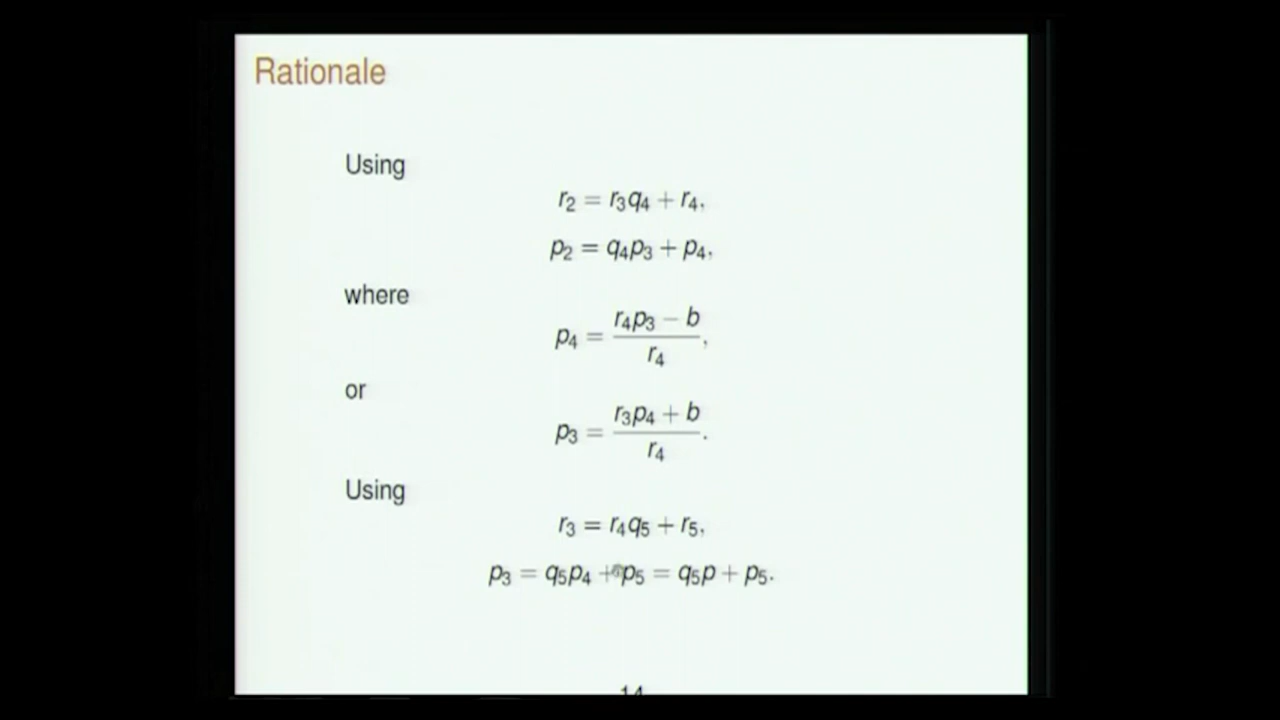 Rationale
Using
r₂ = r₃q₄ + r₄,
p₂ = q₄p₃ + p₄,
where
p₄ = (r₄p₃ − b) / r₄,
or
p₃ = (r₃p₄ + b) / r₄.
Using
r₃ = r₄q₅ + r₅,
p₃ = q₅p₄ + p₅ = q₅p + p₅.
14